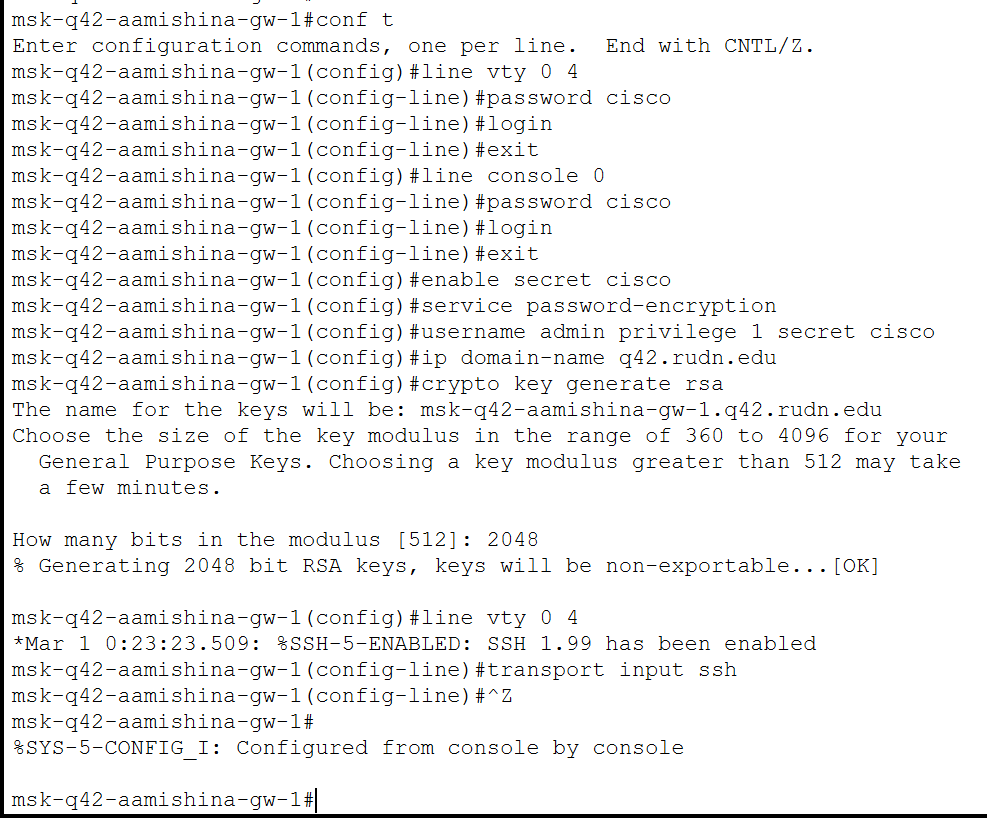 msk-q42-aamishina-gw-1#conf t
Enter configuration commands, one per line.  End with CNTL/Z.
msk-q42-aamishina-gw-1(config)#line vty 0 4
msk-q42-aamishina-gw-1(config-line)#password cisco
msk-q42-aamishina-gw-1(config-line)#login
msk-q42-aamishina-gw-1(config-line)#exit
msk-q42-aamishina-gw-1(config)#line console 0
msk-q42-aamishina-gw-1(config-line)#password cisco
msk-q42-aamishina-gw-1(config-line)#login
msk-q42-aamishina-gw-1(config-line)#exit
msk-q42-aamishina-gw-1(config)#enable secret cisco
msk-q42-aamishina-gw-1(config)#service password-encryption
msk-q42-aamishina-gw-1(config)#username admin privilege 1 secret cisco
msk-q42-aamishina-gw-1(config)#ip domain-name q42.rudn.edu
msk-q42-aamishina-gw-1(config)#crypto key generate rsa
The name for the keys will be: msk-q42-aamishina-gw-1.q42.rudn.edu
Choose the size of the key modulus in the range of 360 to 4096 for your
  General Purpose Keys. Choosing a key modulus greater than 512 may take
  a few minutes.

How many bits in the modulus [512]: 2048
% Generating 2048 bit RSA keys, keys will be non-exportable...[OK]

msk-q42-aamishina-gw-1(config)#line vty 0 4
*Mar 1 0:23:23.509: %SSH-5-ENABLED: SSH 1.99 has been enabled
msk-q42-aamishina-gw-1(config-line)#transport input ssh
msk-q42-aamishina-gw-1(config-line)#^Z
msk-q42-aamishina-gw-1#
%SYS-5-CONFIG_I: Configured from console by console

msk-q42-aamishina-gw-1#